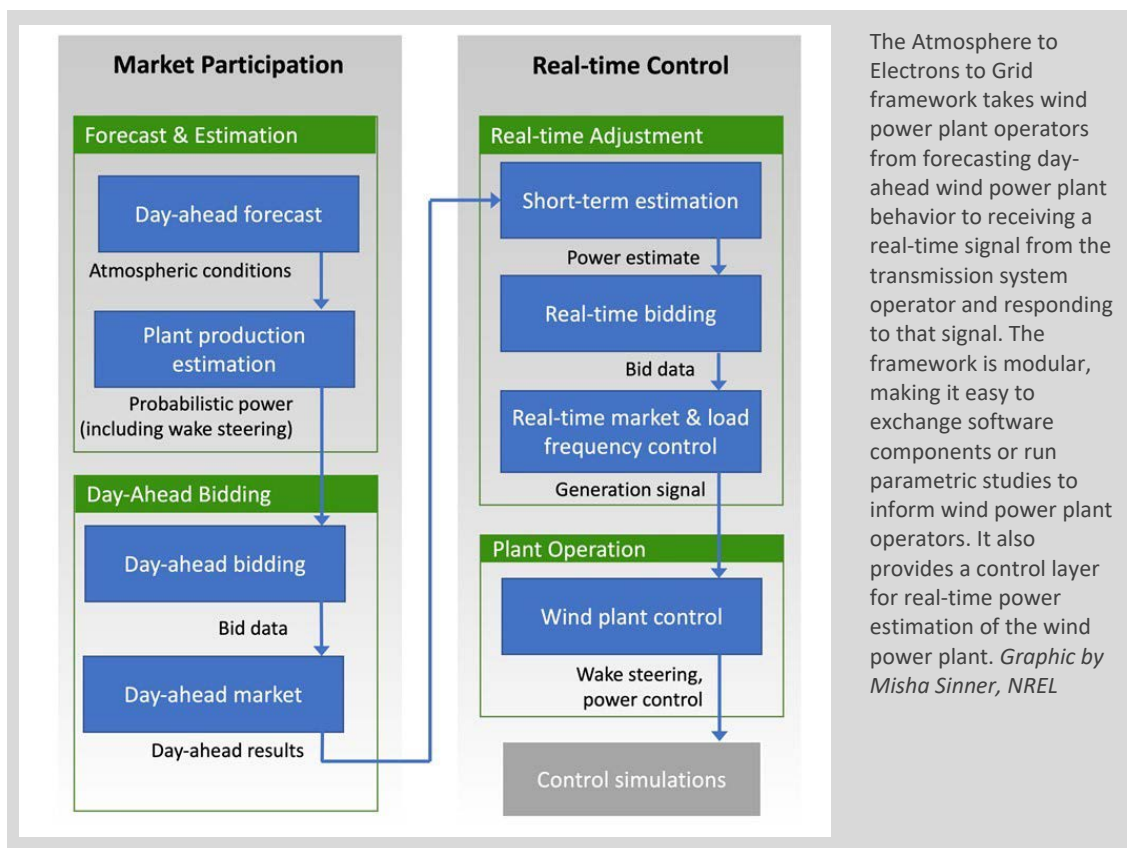 Market Participation
Forecast & Estimation
Day-ahead forecast
Atmospheric conditions
Plant production
estimation
Probabilistic power
(including wake steering)
Day-Ahead Bidding
Day-ahead bidding
Bid data
Day-ahead market
Day-ahead results
Real-time Control
Real-time Adjustment
Short-term estimation
Power estimate
Real-time bidding
Bid data
Real-time market & load
frequency control
Generation signal
Plant Operation
Wind plant control
Wake steering,
power control
Control simulations
The Atmosphere to
Electrons to Grid
framework takes wind
power plant operators
from forecasting day-
ahead wind power plant
behavior to receiving a
real-time signal from the
transmission system
operator and responding
to that signal. The
framework is modular,
making it easy to
exchange software
components or run
parametric studies to
inform wind power plant
operators. It also
provides a control layer
for real-time power
estimation of the wind
power plant. Graphic by
Misha Sinner, NREL